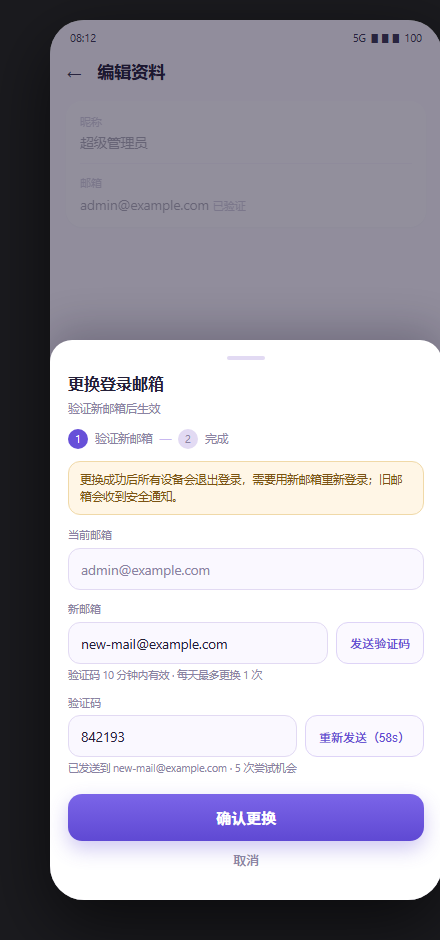 08:12 5G 100
← 编辑资料
昵称
超级管理员
邮箱
admin@example.com 已验证
更换登录邮箱
验证新邮箱后生效
1 验证新邮箱 — 2 完成
更换成功后所有设备会退出登录，需要用新邮箱重新登录；旧邮
箱会收到安全通知。
当前邮箱
admin@example.com
新邮箱
new-mail@example.com 发送验证码
验证码 10 分钟内有效 · 每天最多更换 1 次
验证码
842193 重新发送（58s）
已发送到 new-mail@example.com · 5 次尝试机会
确认更换
取消